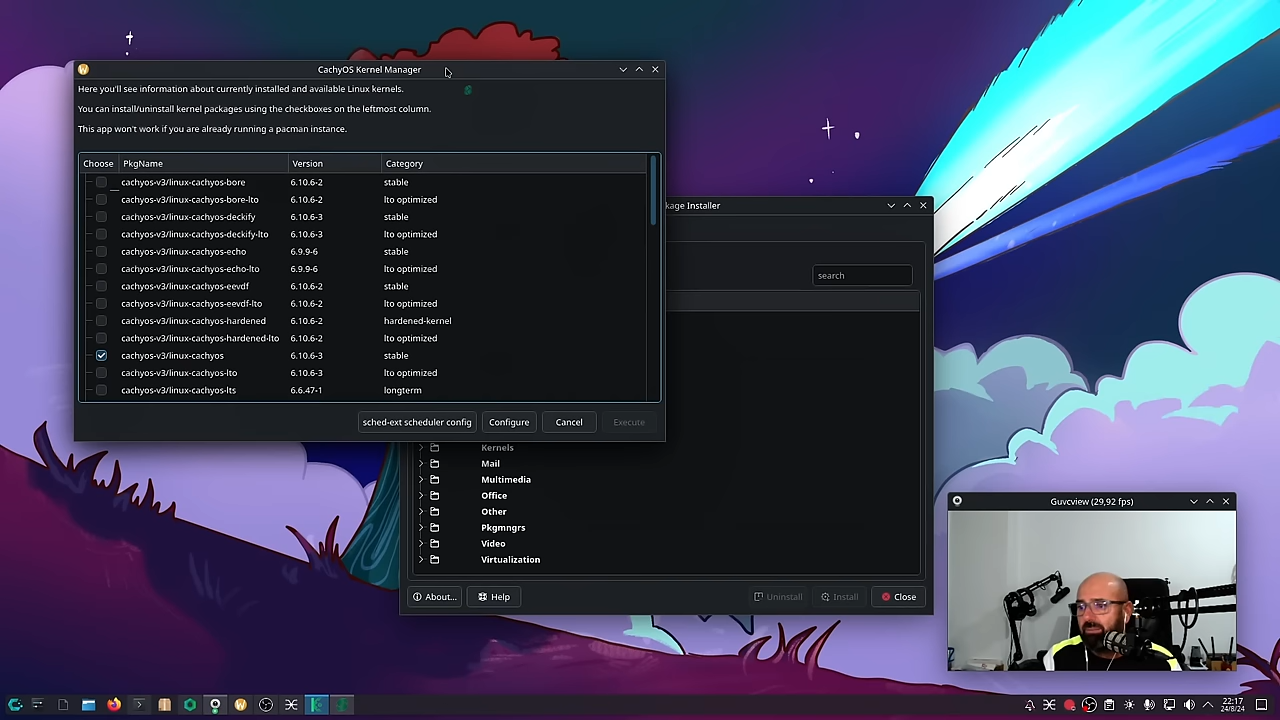 CachyOS Kernel Manager
Here you'll see information about currently installed and available Linux kernels.
You can install/uninstall kernel packages using the checkboxes on the leftmost column.
This app won't work if you are already running a pacman instance.
Choose PkgName Version Category
cachyos-v3/linux-cachyos-bore 6.10.6-2 stable
cachyos-v3/linux-cachyos-bore-lto 6.10.6-2 lto optimized
cachyos-v3/linux-cachyos-deckify 6.10.6-3 stable
cachyos-v3/linux-cachyos-deckify-lto 6.10.6-3 lto optimized
cachyos-v3/linux-cachyos-echo 6.9.9-6 stable
cachyos-v3/linux-cachyos-echo-lto 6.9.9-6 lto optimized
cachyos-v3/linux-cachyos-eevdf 6.10.6-2 stable
cachyos-v3/linux-cachyos-eevdf-lto 6.10.6-2 lto optimized
cachyos-v3/linux-cachyos-hardened 6.10.6-2 hardened-kernel
cachyos-v3/linux-cachyos-hardened-lto 6.10.6-2 lto optimized
cachyos-v3/linux-cachyos 6.10.6-3 stable
cachyos-v3/linux-cachyos-lto 6.10.6-3 lto optimized
cachyos-v3/linux-cachyos-lts 6.6.47-1 longterm
sched-ext scheduler config Configure Cancel Execute
kage Installer
search
Kernels
Mail
Multimedia
Office
Other
Pkgmngrs
Video
Virtualization
About... Help Uninstall Install Close
Guvcview (29,92 fps)
22:17
24/8/24